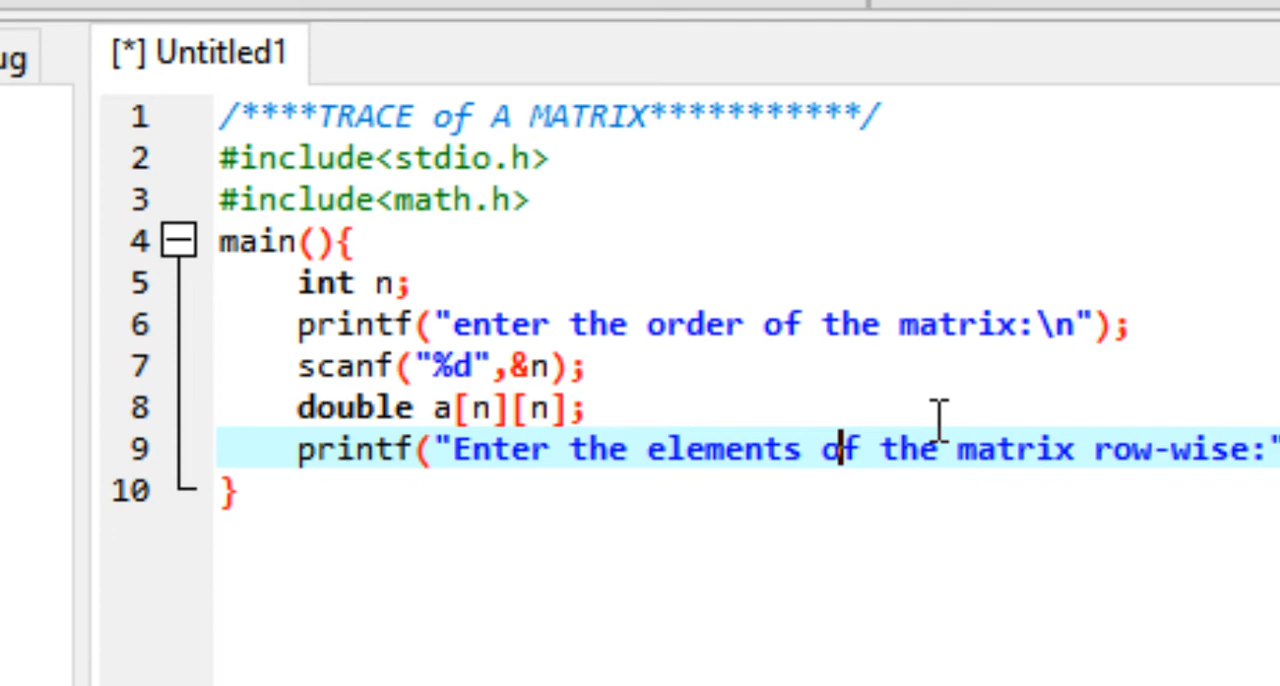 ug
[*] Untitled1
1 /****TRACE of A MATRIX***********/
2 #include<stdio.h>
3 #include<math.h>
4 main(){
5 int n;
6 printf("enter the order of the matrix:\n");
7 scanf("%d",&n);
8 double a[n][n];
9 printf("Enter the elements of the matrix row-wise:"
10 }